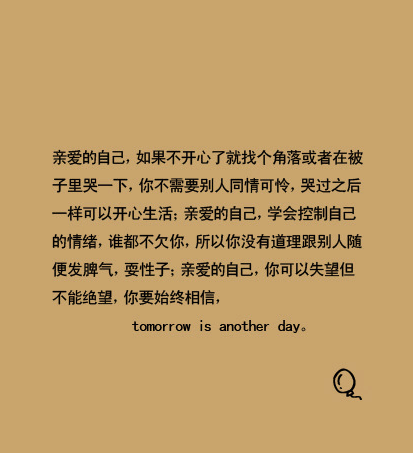 亲爱的自己，如果不开心了就找个角落或者在被
子里哭一下，你不需要别人同情可怜，哭过之后
一样可以开心生活；亲爱的自己，学会控制自己
的情绪，谁都不欠你，所以你没有道理跟别人随
便发脾气，耍性子；亲爱的自己，你可以失望但
不能绝望，你要始终相信，
tomorrow is another day。